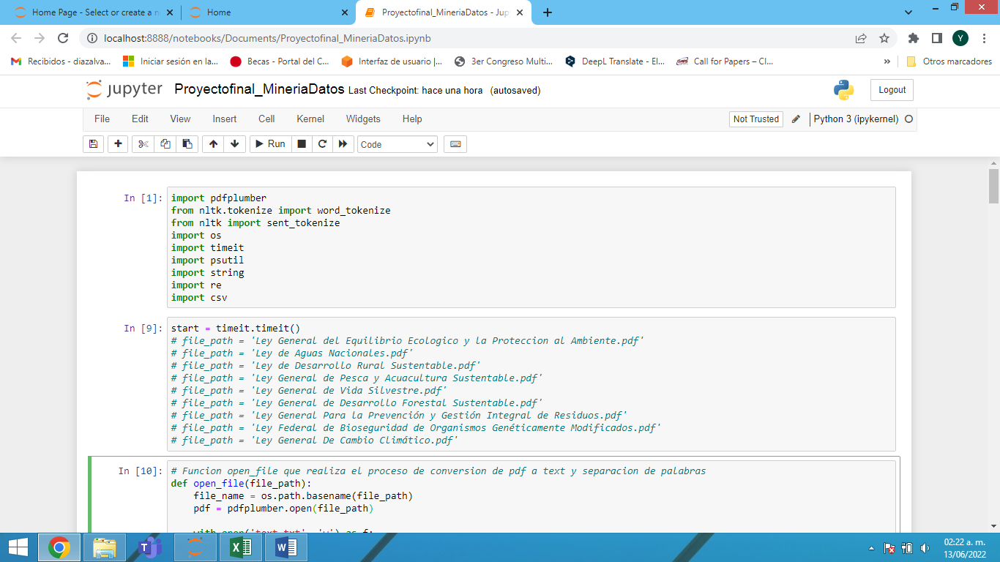 Home Page - Select or create a n
Home
Proyectofinal_MineriaDatos - Jup
localhost:8888/notebooks/Documents/Proyectofinal_MineriaDatos.ipynb
Y
Recibidos - diazalva...
Iniciar sesión en la...
Becas - Portal del C...
Interfaz de usuario |...
3er Congreso Multi...
DeepL Translate - El...
Call for Papers – Cl...
»
Otros marcadores
jupyter Proyectofinal_MineriaDatos Last Checkpoint: hace una hora (autosaved)
Logout
File Edit View Insert Cell Kernel Widgets Help
Not Trusted
Python 3 (ipykernel)
Run
Code
In [1]:
import pdfplumber
from nltk.tokenize import word_tokenize
from nltk import sent_tokenize
import os
import timeit
import psutil
import string
import re
import csv
In [9]:
start = timeit.timeit()
# file_path = 'Ley General del Equilibrio Ecologico y la Proteccion al Ambiente.pdf'
# file_path = 'Ley de Aguas Nacionales.pdf'
# file_path = 'Ley de Desarrollo Rural Sustentable.pdf'
# file_path = 'Ley General de Pesca y Acuacultura Sustentable.pdf'
# file_path = 'Ley General de Vida Silvestre.pdf'
# file_path = 'Ley General de Desarrollo Forestal Sustentable.pdf'
# file_path = 'Ley General Para la Prevención y Gestión Integral de Residuos.pdf'
# file_path = 'Ley Federal de Bioseguridad de Organismos Genéticamente Modificados.pdf'
# file_path = 'Ley General De Cambio Climático.pdf'
In [10]:
# Funcion open_file que realiza el proceso de conversion de pdf a text y separacion de palabras
def open_file(file_path):
file_name = os.path.basename(file_path)
pdf = pdfplumber.open(file_path)
with open('text.txt', 'w') as f:
02:22 a. m.
13/06/2022